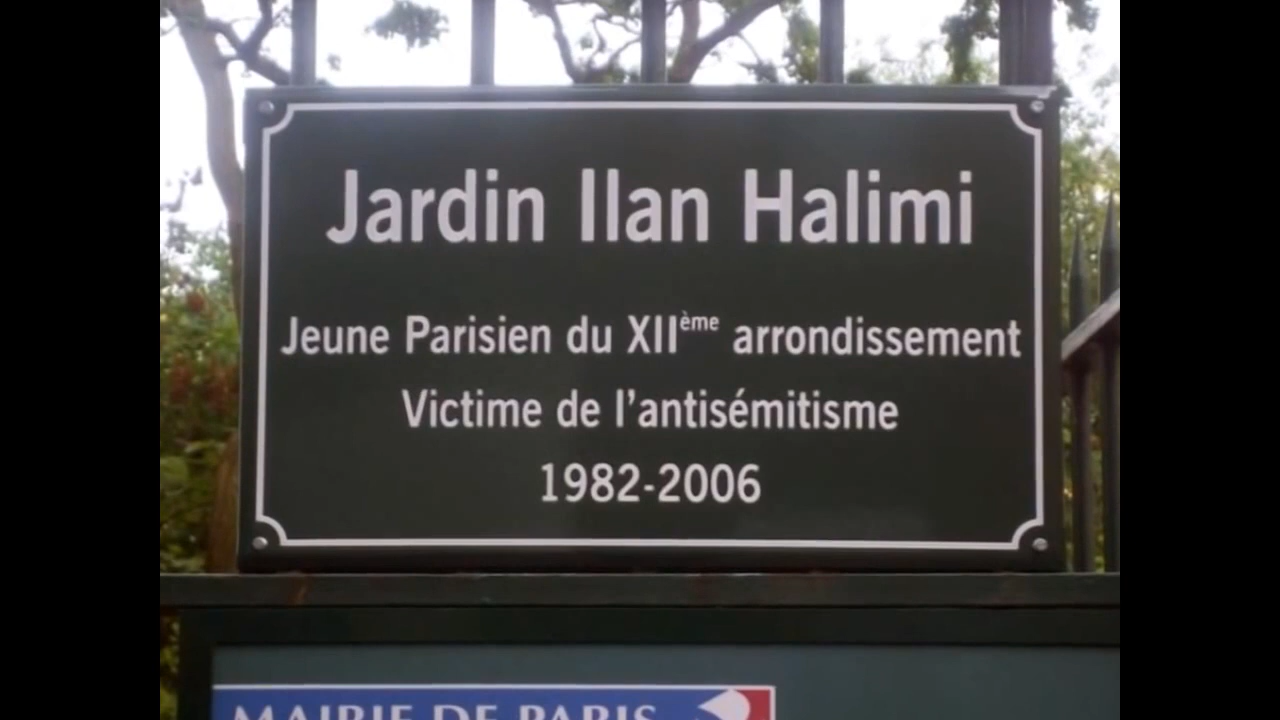 Jardin Ilan Halimi
Jeune Parisien du XIIème arrondissement
Victime de l'antisémitisme
1982-2006
MAIRIE DE PARIS